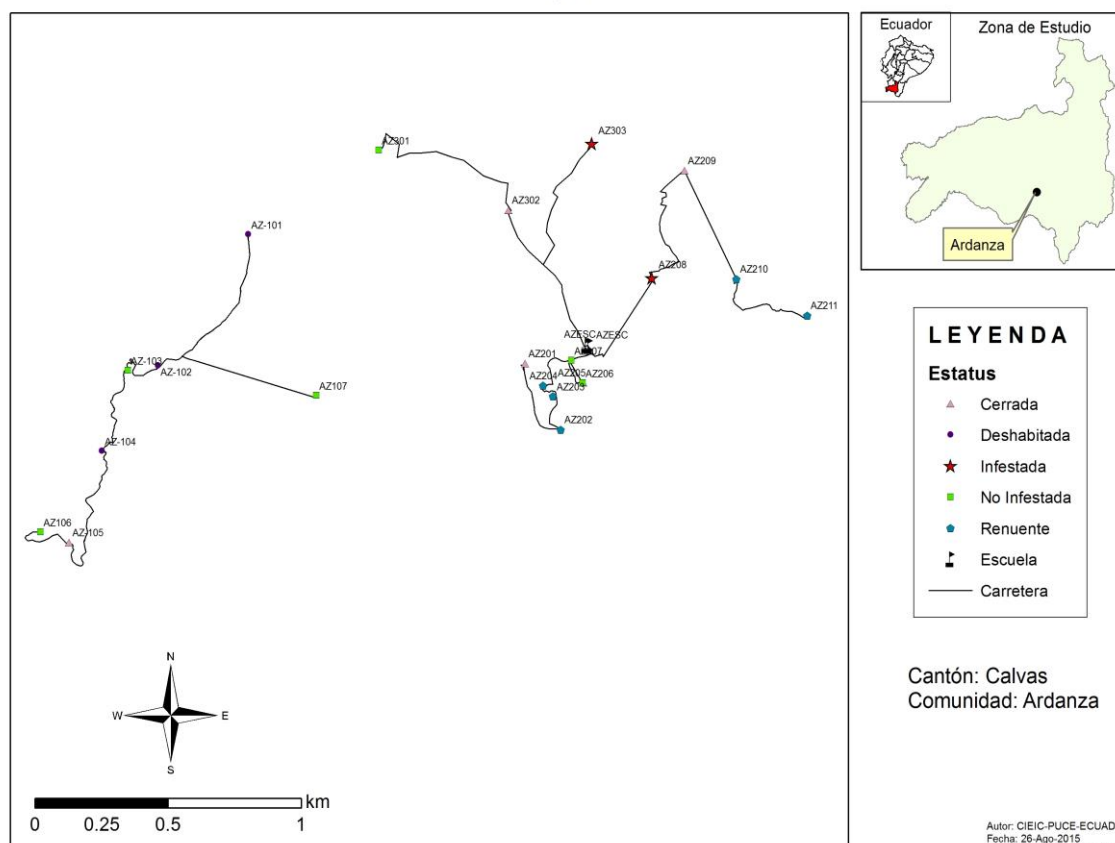 AZ301
AZ303
AZ302
AZ209
AZ-101
AZ208
AZ210
AZ211
AZESC AZESC
AZ201
AZ204
AZ205 AZ206
AZ203
AZ202
AZ-103
AZ-102
AZ107
AZ-104
AZ106
AZ-105
N
W
E
S
km
0
0.25
0.5
1
Ecuador
Zona de Estudio
Ardanza
LEYENDA
Estatus
Cerrada
Deshabitada
Infestada
No Infestada
Renuente
Escuela
Carretera
Cantón: Calvas
Comunidad: Ardanza
Autor: CIEIC-PUCE-ECUAD
Fecha: 26-Ago-2015